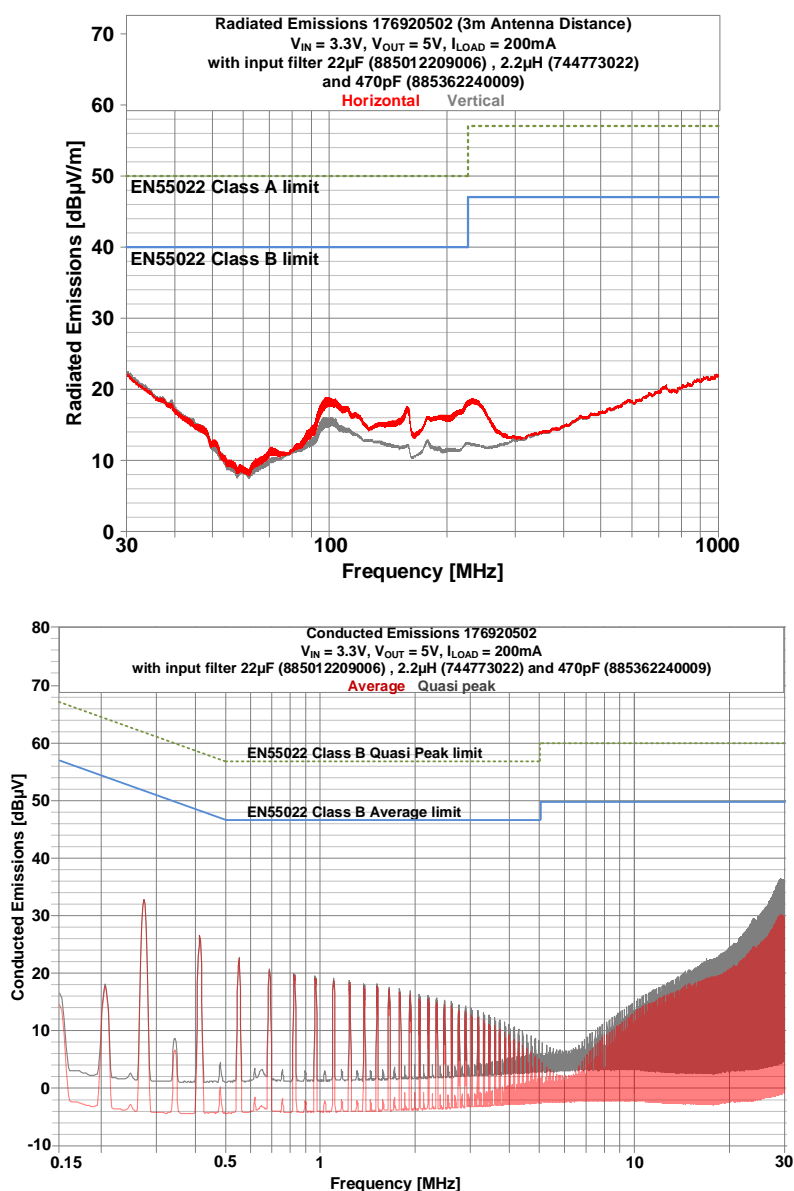 Radiated Emissions 176920502 (3m Antenna Distance)
VIN = 3.3V, VOUT = 5V, ILOAD = 200mA
with input filter 22µF (885012209006) , 2.2µH (744773022)
and 470pF (885362240009)
Horizontal Vertical
70
60
50
40
30
20
10
0
Radiated Emissions [dBµV/m]
EN55022 Class A limit
EN55022 Class B limit
30
100
1000
Frequency [MHz]
Conducted Emissions 176920502
VIN = 3.3V, VOUT = 5V, ILOAD = 200mA
with input filter 22µF (885012209006) , 2.2µH (744773022) and 470pF (885362240009)
Average Quasi peak
80
70
60
50
40
30
20
10
0
-10
Conducted Emissions [dBµV]
EN55022 Class B Quasi Peak limit
EN55022 Class B Average limit
0.15
0.5
1
10
30
Frequency [MHz]